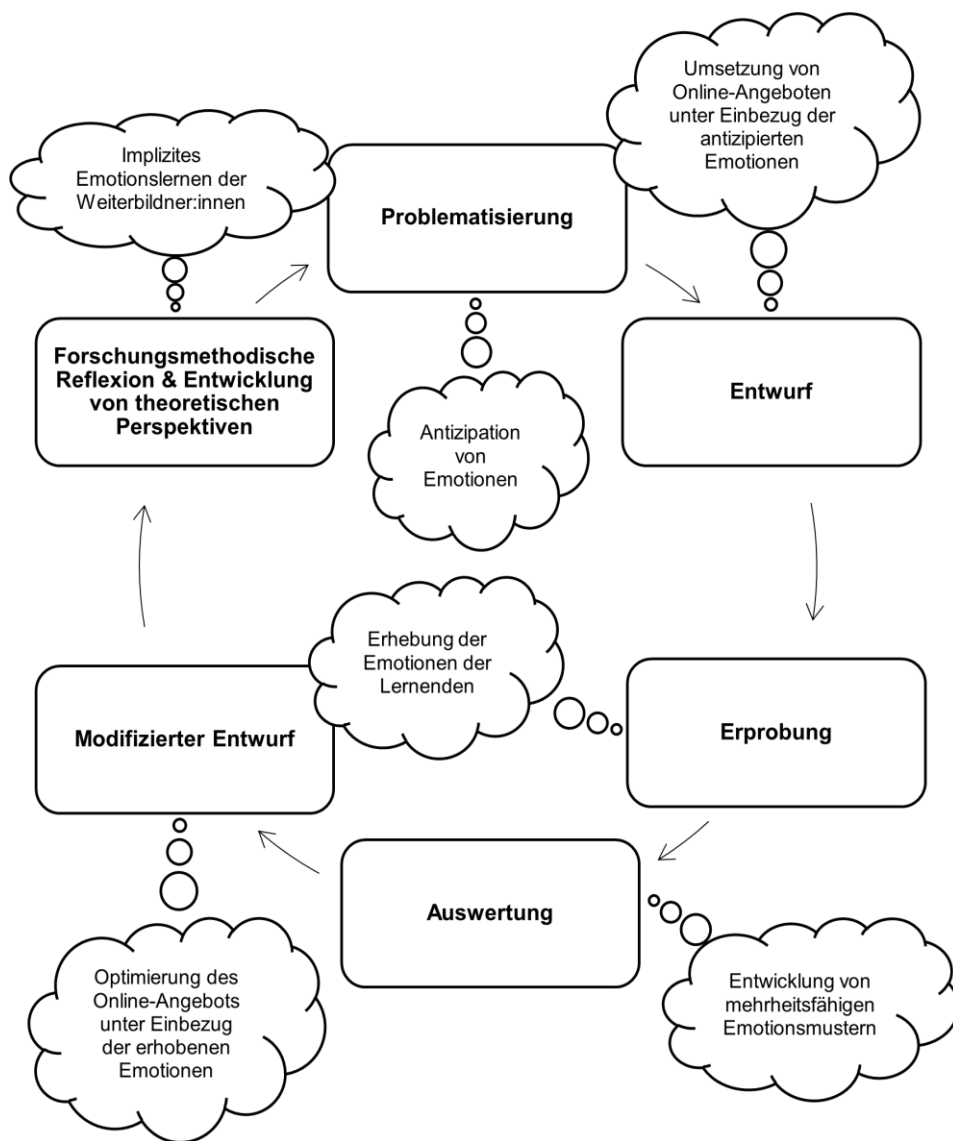 Umsetzung von
Online-Angeboten
unter Einbezug der
antizipierten
Emotionen
Implizites
Emotionslernen der
Weiterbildner:innen
Problematisierung
Forschungsmethodische
Reflexion & Entwicklung
von theoretischen
Perspektiven
Entwurf
Antizipation
von
Emotionen
Erhebung der
Emotionen der
Lernenden
Modifizierter Entwurf
Erprobung
Auswertung
Optimierung des
Online-Angebots
unter Einbezug
der erhobenen
Emotionen
Entwicklung von
mehrheitsfähigen
Emotionsmustern